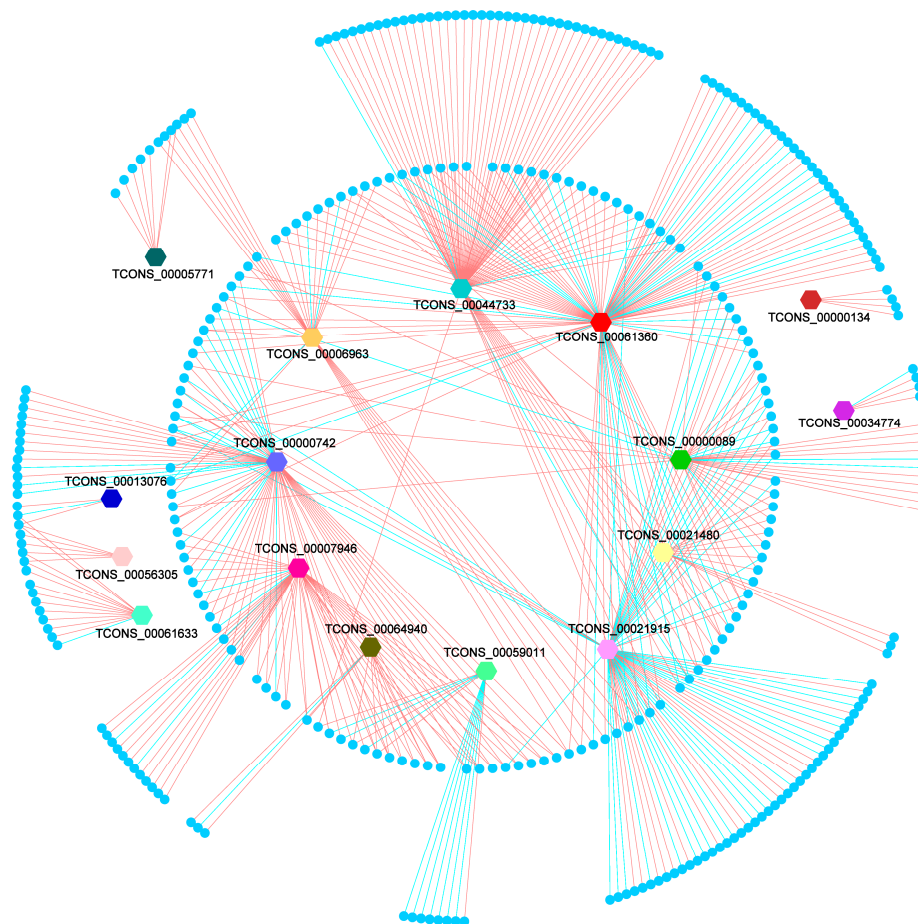 TCONS_00005771
TCONS_00044733
TCONS_00000134
TCONS_00061360
TCONS_00006963
TCONS_00034774
TCONS_00000742
TCONS_00000089
TCONS_00013076
TCONS_00021480
TCONS_00007946
TCONS_00056305
TCONS_00061633
TCONS_00064940
TCONS_00021915
TCONS_00059011